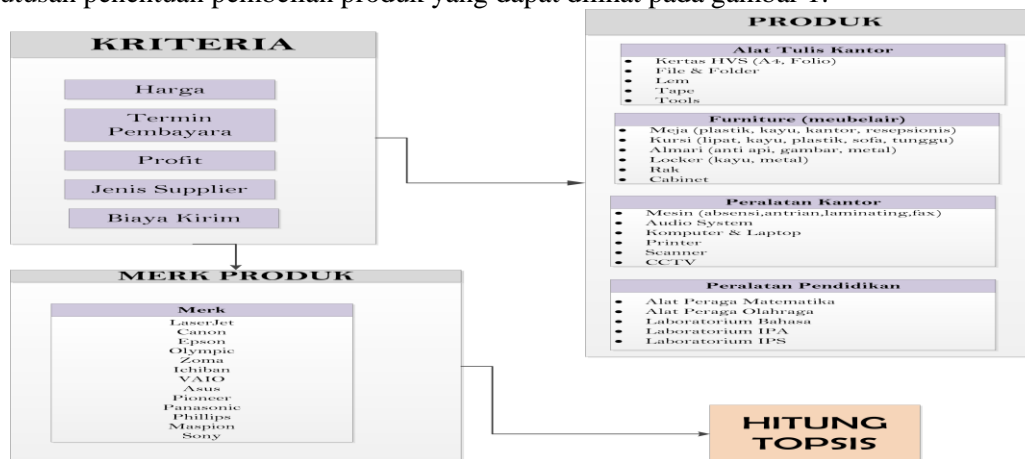 utusan penentuan pembelian produk yang dapat dilihat pada gambar 1.
KRITERIA
Harga
Termin
Pembayara
Profit
Jenis Supplier
Biaya Kirim
PRODUK
Alat Tulis Kantor
• Kertas HVS (A4, Folio)
• File & Folder
• Lem
• Tape
• Tools
Furniture (meubelair)
• Meja (plastik, kayu, kantor, resepsionis)
• Kursi (lipat, kayu, plastik, sofa, tunggu)
• Almari (anti api, gambar, metal)
• Locker (kayu, metal)
• Rak
• Cabinet
Peralatan Kantor
• Mesin (absensi,antrian,laminating,fax)
• Audio System
• Komputer & Laptop
• Printer
• Scanner
• CCTV
Peralatan Pendidikan
• Alat Peraga Matematika
• Alat Peraga Olahraga
• Laboratorium Bahasa
• Laboratorium IPA
• Laboratorium IPS
MERK PRODUK
Merk
LaserJet
Canon
Epson
Olympic
Zoma
Ichiban
VAIO
Asus
Pioneer
Panasonic
Phillips
Maspion
Sony
HITUNG
TOPSIS